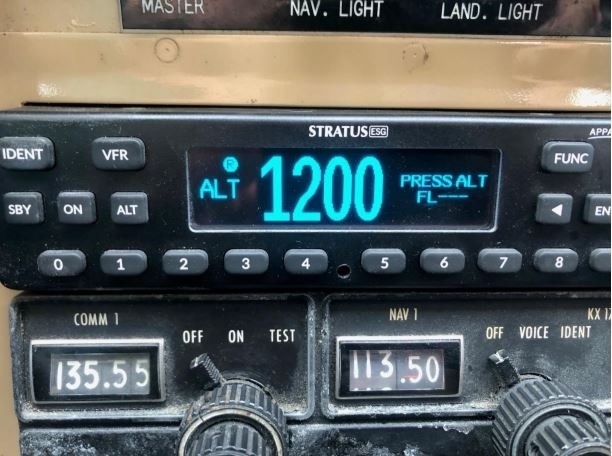 MASTER NAV. LIGHT LAND. LIGHT
STRATUS ESG
IDENT VFR FUNC
R
ALT 1200 PRESS ALT
FL---
SBY ON ALT ◀
0 1 2 3 4 5 6 7 8
COMM 1 NAV 1
OFF ON TEST OFF VOICE IDENT
135.55 113.50